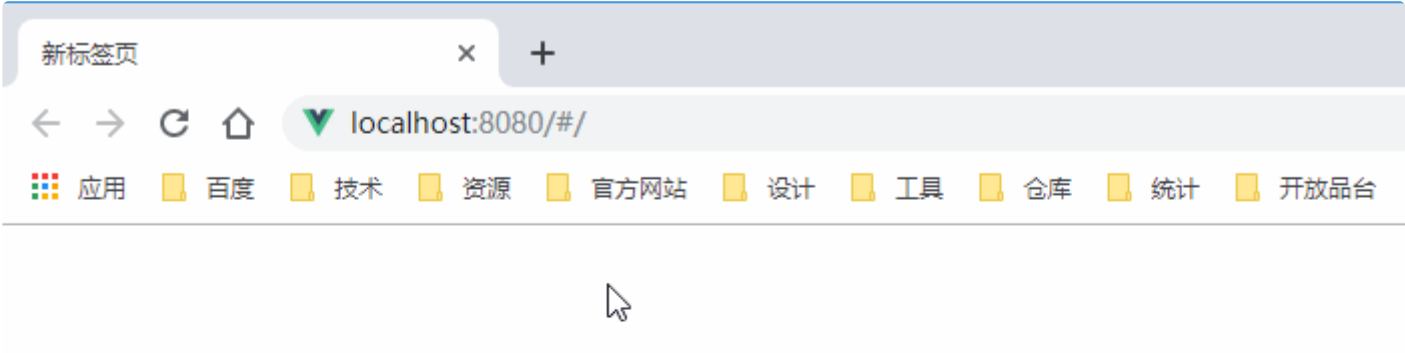 新标签页
localhost:8080/#/
应用 百度 技术 资源 官方网站 设计 工具 仓库 统计 开放品台